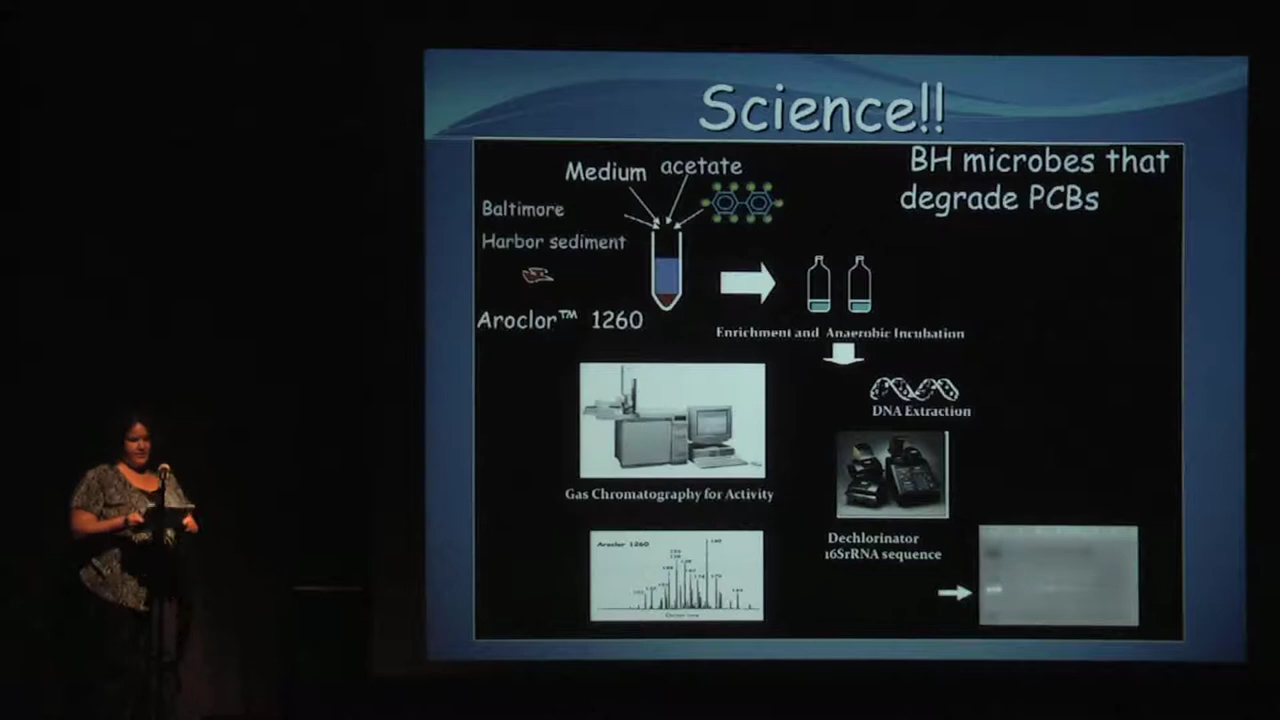 Science!!
BH microbes that
degrade PCBs
Medium acetate
Baltimore
Harbor sediment
Aroclor™ 1260
Enrichment and Anaerobic Incubation
DNA Extraction
Gas Chromatography for Activity
Dechlorinator
16SrRNA sequence
Aroclor 1260